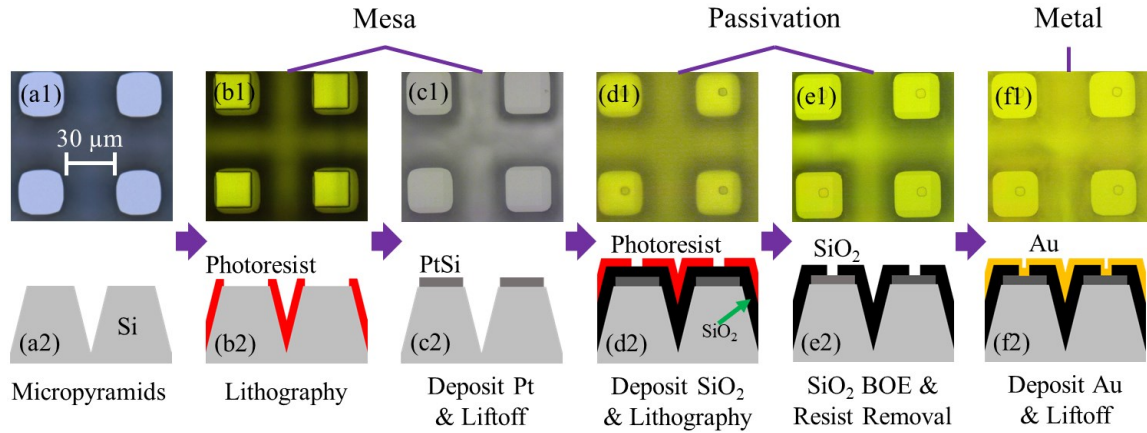 Mesa
Passivation
Metal
(a1)
(b1)
(c1)
(d1)
(e1)
(f1)
30 µm
Photoresist
PtSi
Photoresist
SiO₂
Au
Si
SiO₂
(a2)
(b2)
(c2)
(d2)
(e2)
(f2)
Micropyramids
Lithography
Deposit Pt
& Liftoff
Deposit SiO₂
& Lithography
SiO₂ BOE &
Resist Removal
Deposit Au
& Liftoff